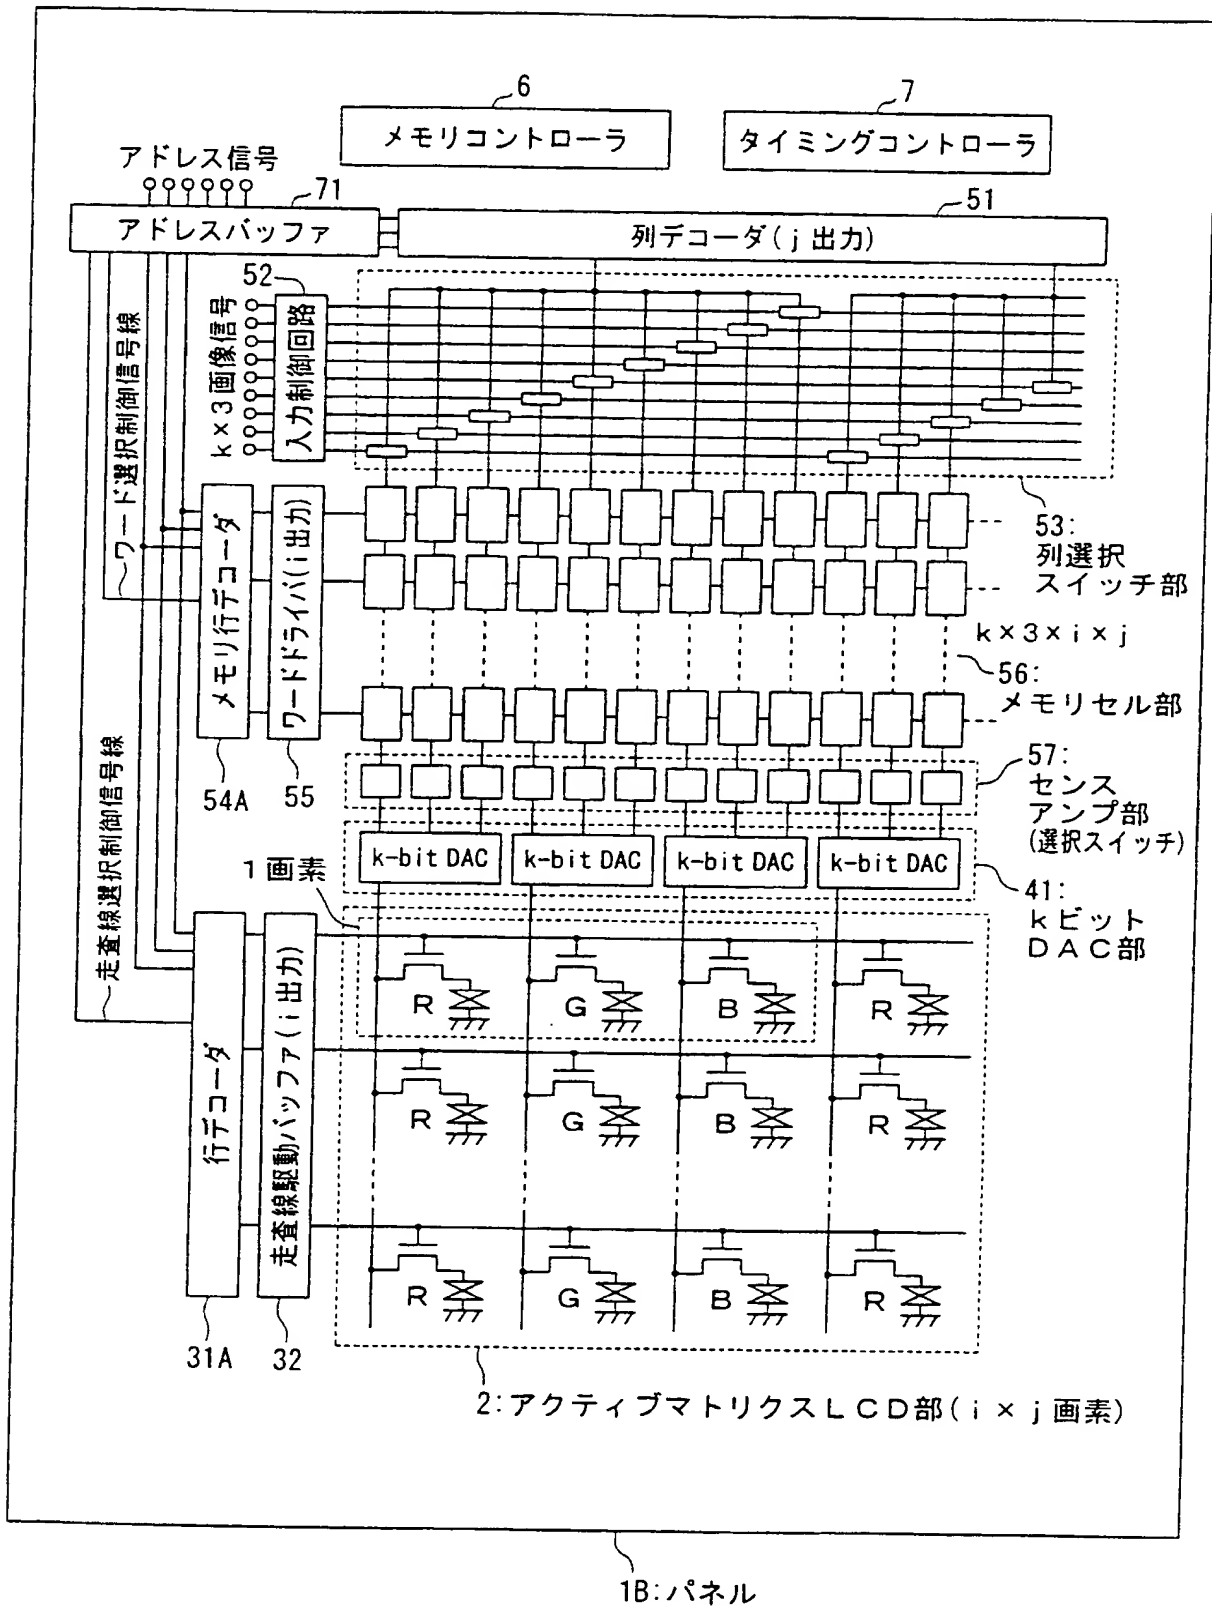 6
7
メモリコントローラ
タイミングコントローラ
アドレス信号
71
51
アドレスバッファ
列デコーダ(j出力)
52
k×3画像信号
入力制御回路
ワード選択制御信号線
53:
列選択
スイッチ部
メモリ行デコーダ
ワードドライバ(i出力)
k×3×i×j
56:
メモリセル部
54A
55
57:
センス
アンプ部
(選択スイッチ)
走査線選択制御信号線
1画素
k-bit DAC
k-bit DAC
k-bit DAC
k-bit DAC
41:
kビット
DAC部
行デコーダ
走査線駆動バッファ(i出力)
R
G
B
R
R
G
B
R
R
G
B
R
31A
32
2:アクティブマトリクスLCD部(i×j画素)
1B:パネル